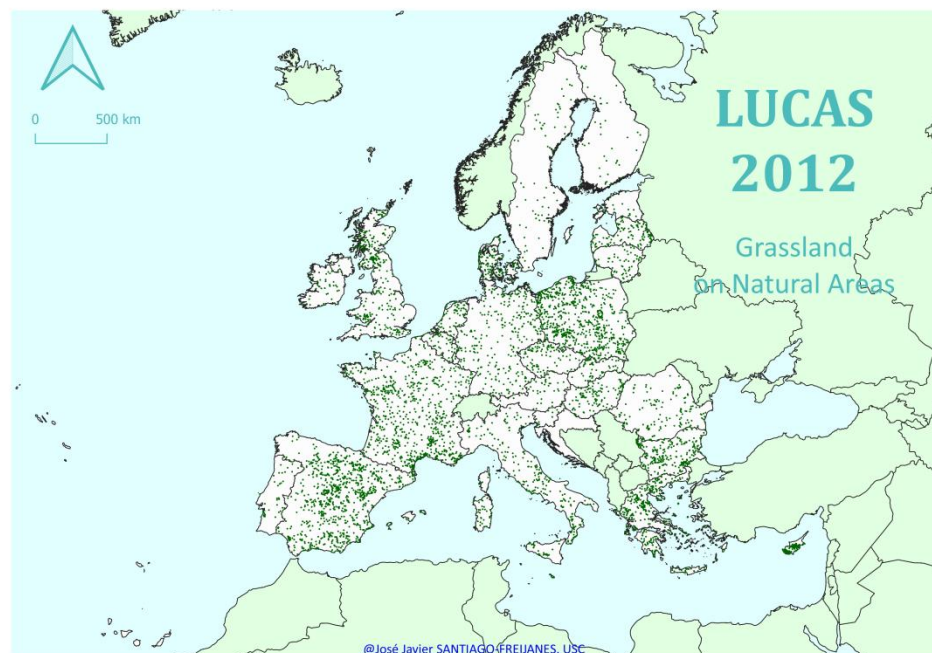 0 500 km
LUCAS
2012
Grassland
on Natural Areas
@José Javier SANTIAGO-FREIJANES, USC